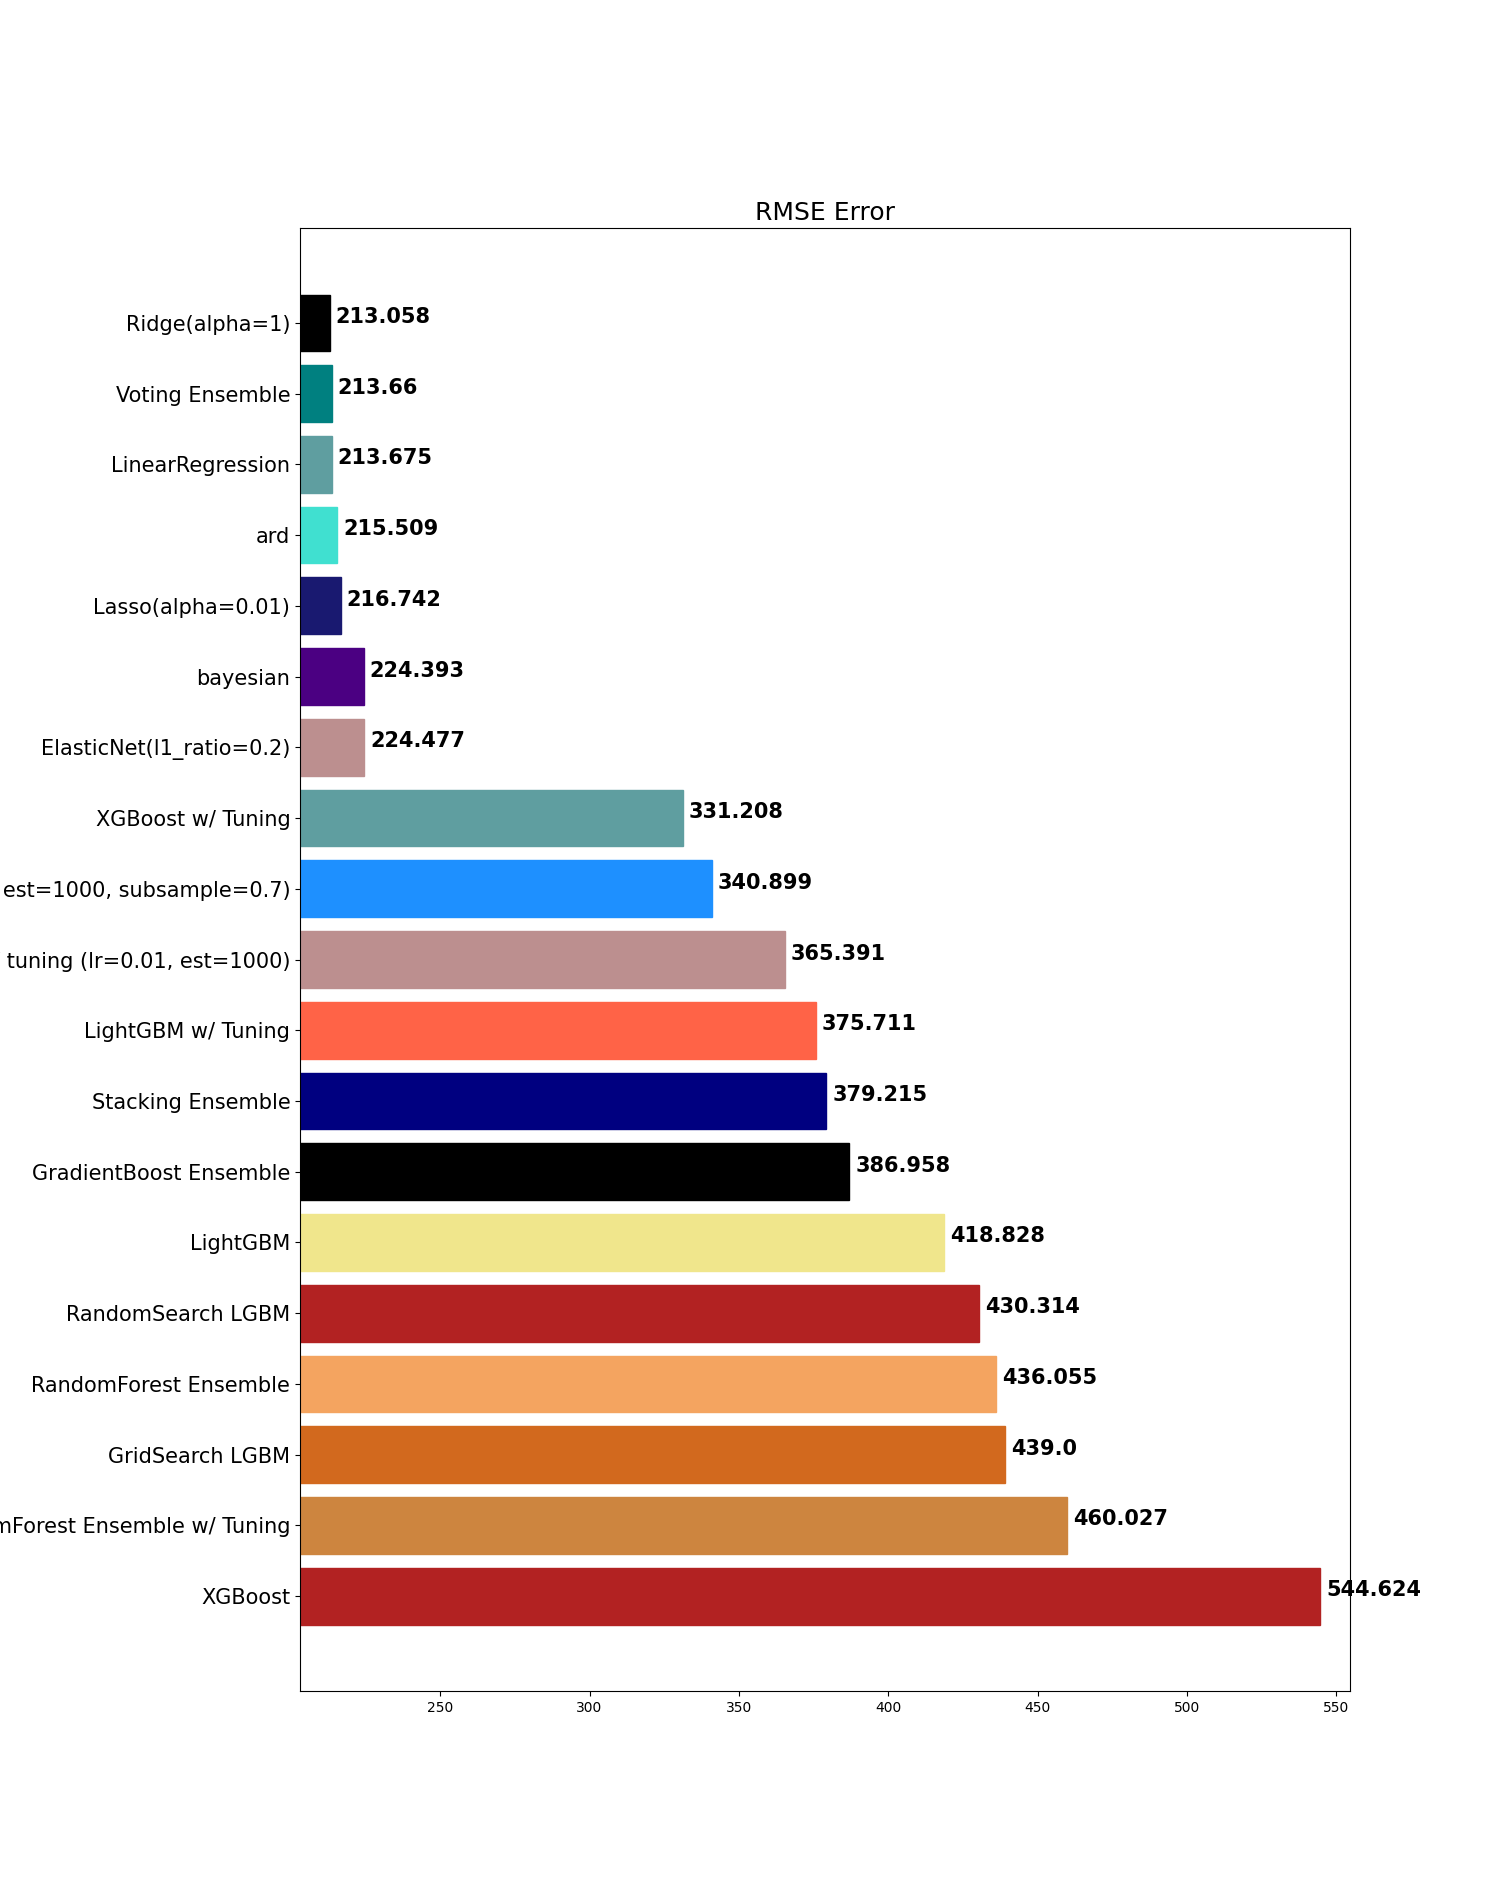 RMSE Error
Ridge(alpha=1) 213.058
Voting Ensemble 213.66
LinearRegression 213.675
ard 215.509
Lasso(alpha=0.01) 216.742
bayesian 224.393
ElasticNet(l1_ratio=0.2) 224.477
XGBoost w/ Tuning 331.208
est=1000, subsample=0.7) 340.899
tuning (lr=0.01, est=1000) 365.391
LightGBM w/ Tuning 375.711
Stacking Ensemble 379.215
GradientBoost Ensemble 386.958
LightGBM 418.828
RandomSearch LGBM 430.314
RandomForest Ensemble 436.055
GridSearch LGBM 439.0
mForest Ensemble w/ Tuning 460.027
XGBoost 544.624
250 300 350 400 450 500 550